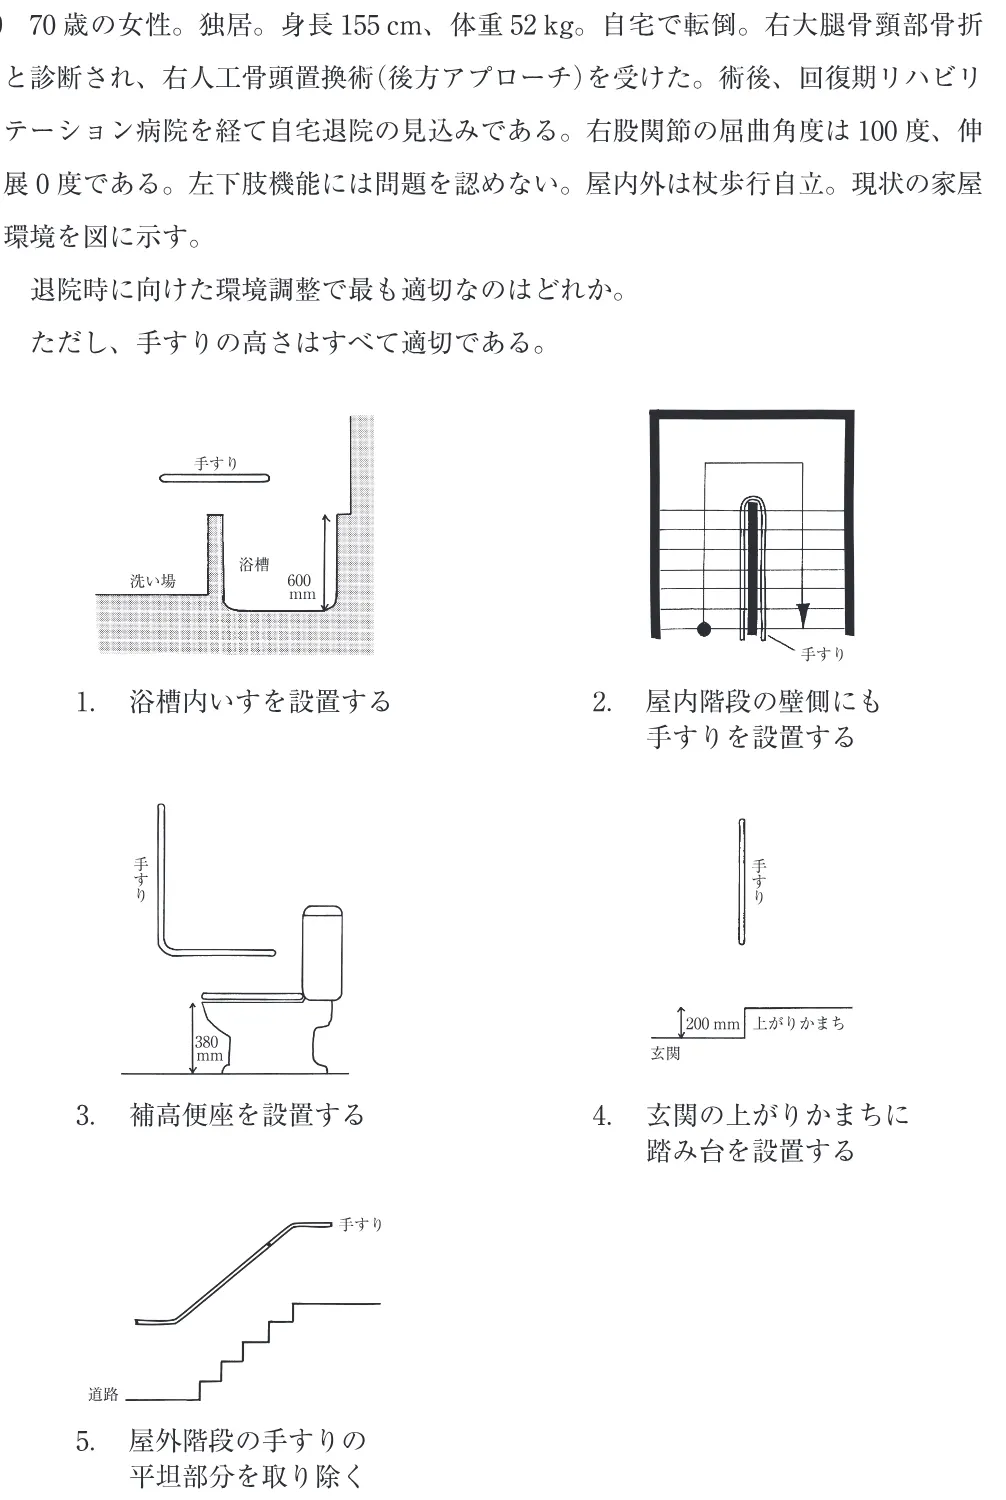 70歳の女性。独居。身長155 cm、体重52 kg。自宅で転倒。右大腿骨頸部骨折
と診断され、右人工骨頭置換術(後方アプローチ)を受けた。術後、回復期リハビリ
テーション病院を経て自宅退院の見込みである。右股関節の屈曲角度は100度、伸
展0度である。左下肢機能には問題を認めない。屋内外は杖歩行自立。現状の家屋
環境を図に示す。
退院時に向けた環境調整で最も適切なのはどれか。
ただし、手すりの高さはすべて適切である。
手すり
浴槽
洗い場
600
mm
手すり
1. 浴槽内いすを設置する
2. 屋内階段の壁側にも
手すりを設置する
手すり
380
mm
手すり
200 mm
上がりかまち
玄関
3. 補高便座を設置する
4. 玄関の上がりかまちに
踏み台を設置する
手すり
道路
5. 屋外階段の手すりの
平坦部分を取り除く